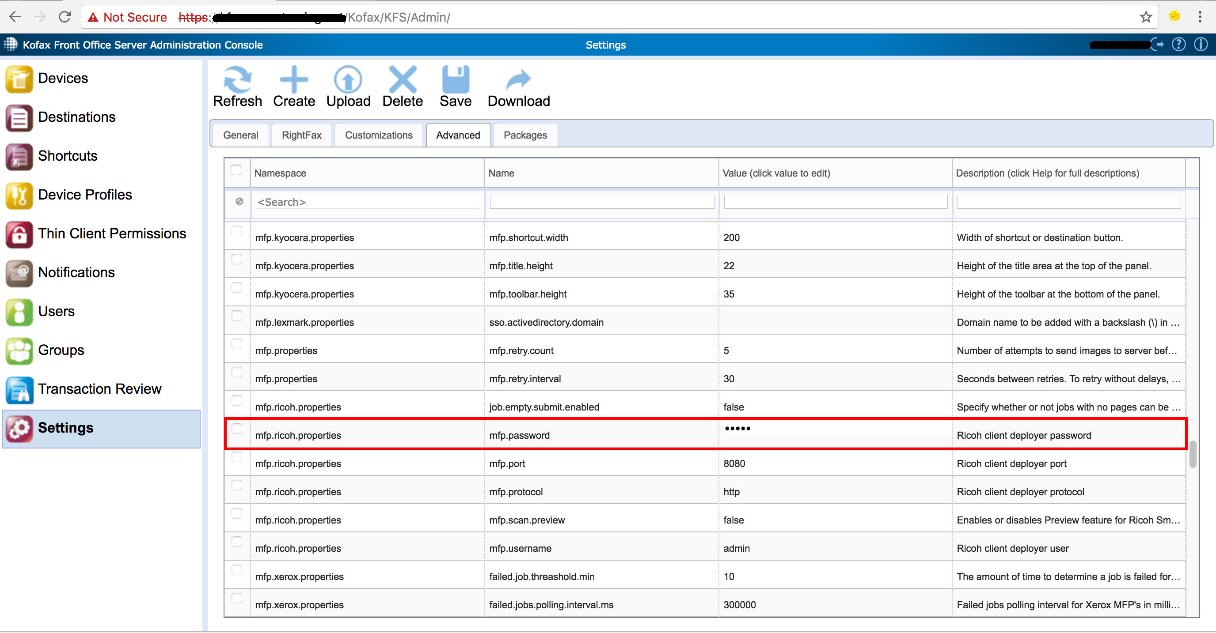 Not Secure https:/ /Kofax/KFS/Admin/
Kofax Front Office Server Administration Console Settings
Devices
Destinations
Shortcuts
Device Profiles
Thin Client Permissions
Notifications
Users
Groups
Transaction Review
Settings
Refresh Create Upload Delete Save Download
General RightFax Customizations Advanced Packages
Namespace Name Value (click value to edit) Description (click Help for full descriptions)
<Search>
mfp.kyocera.properties mfp.shortcut.width 200 Width of shortcut or destination button.
mfp.kyocera.properties mfp.title.height 22 Height of the title area at the top of the panel.
mfp.kyocera.properties mfp.toolbar.height 35 Height of the toolbar at the bottom of the panel.
mfp.lexmark.properties sso.activedirectory.domain Domain name to be added with a backslash (\) in ...
mfp.properties mfp.retry.count 5 Number of attempts to send images to server bef...
mfp.properties mfp.retry.interval 30 Seconds between retries. To retry without delays, ...
mfp.ricoh.properties job.empty.submit.enabled false Specify whether or not jobs with no pages can be ...
mfp.ricoh.properties mfp.password ••••• Ricoh client deployer password
mfp.ricoh.properties mfp.port 8080 Ricoh client deployer port
mfp.ricoh.properties mfp.protocol http Ricoh client deployer protocol
mfp.ricoh.properties mfp.scan.preview false Enables or disables Preview feature for Ricoh Sm...
mfp.ricoh.properties mfp.username admin Ricoh client deployer user
mfp.xerox.properties failed.job.threashold.min 10 The amount of time to determine a job is failed for...
mfp.xerox.properties failed.jobs.polling.interval.ms 300000 Failed jobs polling interval for Xerox MFP's in milli...